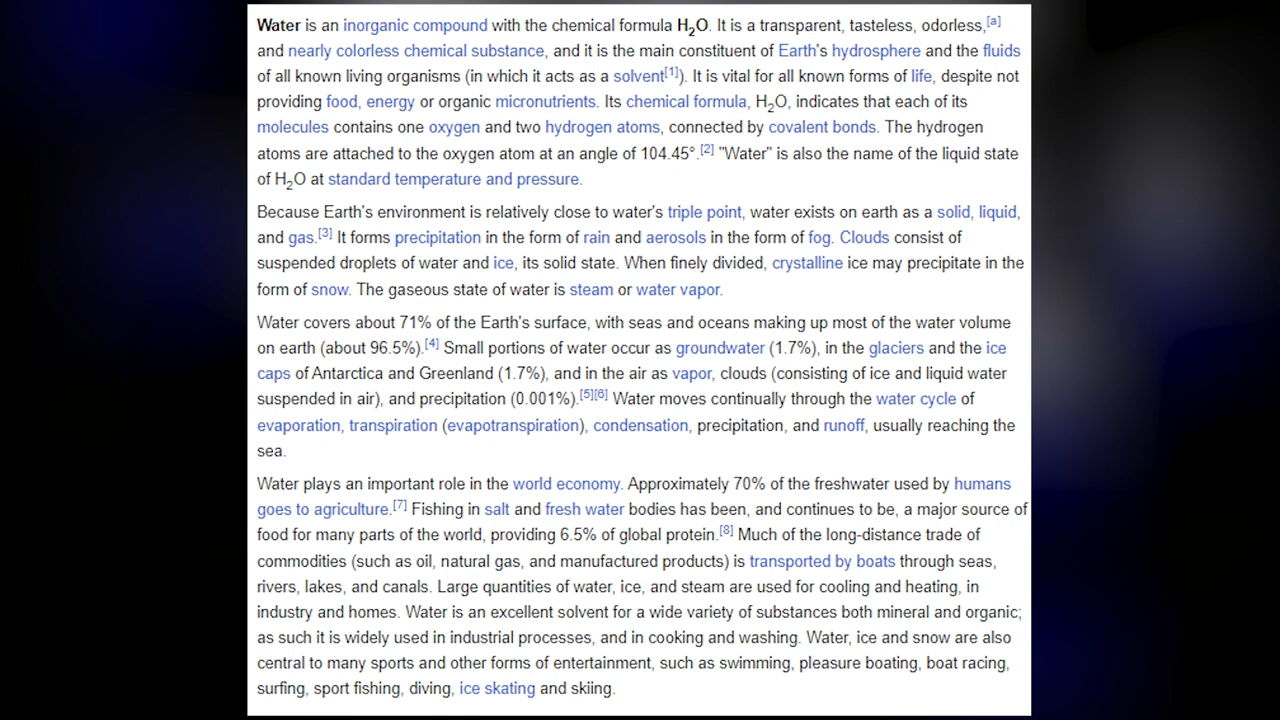 Water is an inorganic compound with the chemical formula H₂O. It is a transparent, tasteless, odorless,[a]
and nearly colorless chemical substance, and it is the main constituent of Earth's hydrosphere and the fluids
of all known living organisms (in which it acts as a solvent[1]). It is vital for all known forms of life, despite not
providing food, energy or organic micronutrients. Its chemical formula, H₂O, indicates that each of its
molecules contains one oxygen and two hydrogen atoms, connected by covalent bonds. The hydrogen
atoms are attached to the oxygen atom at an angle of 104.45°.[2] "Water" is also the name of the liquid state
of H₂O at standard temperature and pressure.
Because Earth's environment is relatively close to water's triple point, water exists on earth as a solid, liquid,
and gas.[3] It forms precipitation in the form of rain and aerosols in the form of fog. Clouds consist of
suspended droplets of water and ice, its solid state. When finely divided, crystalline ice may precipitate in the
form of snow. The gaseous state of water is steam or water vapor.
Water covers about 71% of the Earth's surface, with seas and oceans making up most of the water volume
on earth (about 96.5%).[4] Small portions of water occur as groundwater (1.7%), in the glaciers and the ice
caps of Antarctica and Greenland (1.7%), and in the air as vapor, clouds (consisting of ice and liquid water
suspended in air), and precipitation (0.001%).[5][6] Water moves continually through the water cycle of
evaporation, transpiration (evapotranspiration), condensation, precipitation, and runoff, usually reaching the
sea.
Water plays an important role in the world economy. Approximately 70% of the freshwater used by humans
goes to agriculture.[7] Fishing in salt and fresh water bodies has been, and continues to be, a major source of
food for many parts of the world, providing 6.5% of global protein.[8] Much of the long-distance trade of
commodities (such as oil, natural gas, and manufactured products) is transported by boats through seas,
rivers, lakes, and canals. Large quantities of water, ice, and steam are used for cooling and heating, in
industry and homes. Water is an excellent solvent for a wide variety of substances both mineral and organic;
as such it is widely used in industrial processes, and in cooking and washing. Water, ice and snow are also
central to many sports and other forms of entertainment, such as swimming, pleasure boating, boat racing,
surfing, sport fishing, diving, ice skating and skiing.